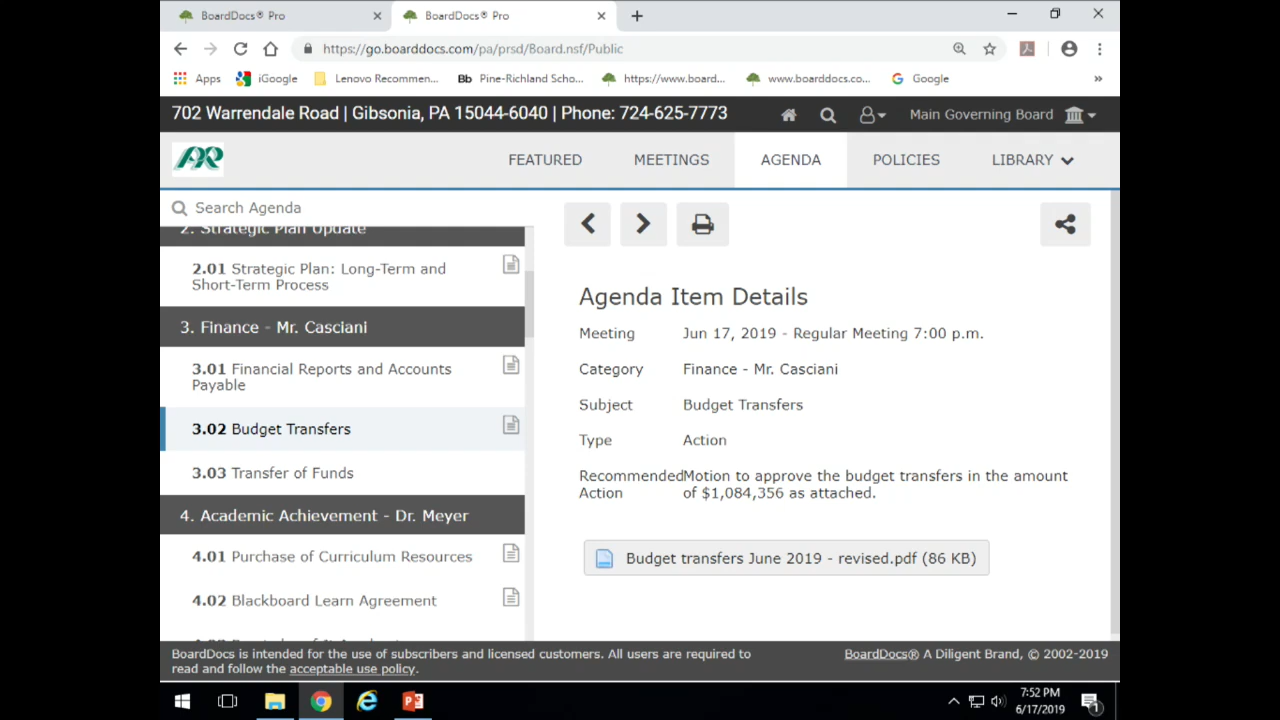 BoardDocs® Pro
BoardDocs® Pro
https://go.boarddocs.com/pa/prsd/Board.nsf/Public
Apps
iGoogle
Lenovo Recommen...
Bb Pine-Richland Scho...
https://www.board...
www.boarddocs.co...
Google
»
702 Warrendale Road | Gibsonia, PA 15044-6040 | Phone: 724-625-7773
Main Governing Board
PR
FEATURED
MEETINGS
AGENDA
POLICIES
LIBRARY
Search Agenda
2. Strategic Plan Update
2.01 Strategic Plan: Long-Term and
Short-Term Process
3. Finance - Mr. Casciani
3.01 Financial Reports and Accounts
Payable
3.02 Budget Transfers
3.03 Transfer of Funds
4. Academic Achievement - Dr. Meyer
4.01 Purchase of Curriculum Resources
4.02 Blackboard Learn Agreement
Agenda Item Details
Meeting Jun 17, 2019 - Regular Meeting 7:00 p.m.
Category Finance - Mr. Casciani
Subject Budget Transfers
Type Action
Recommended Motion to approve the budget transfers in the amount
Action of $1,084,356 as attached.
Budget transfers June 2019 - revised.pdf (86 KB)
BoardDocs is intended for the use of subscribers and licensed customers. All users are required to
read and follow the acceptable use policy.
BoardDocs® A Diligent Brand, © 2002-2019
7:52 PM
6/17/2019
1